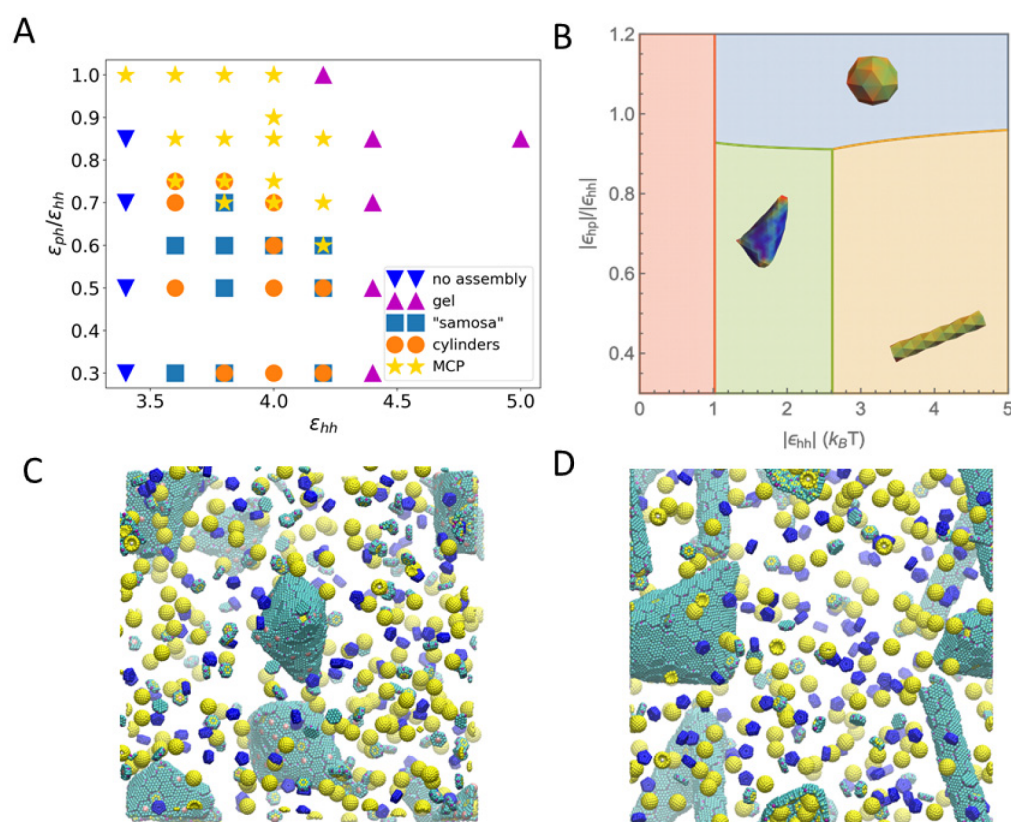 A
ε_ph/ε_hh
1.0
0.9
0.8
0.7
0.6
0.5
0.4
0.3
3.5 4.0 4.5 5.0
ε_hh
no assembly
gel
"samosa"
cylinders
MCP
B
|ε_hp|/|ε_hh|
1.2
1.0
0.8
0.6
0.4
0 1 2 3 4 5
|ε_hh| (k_BT)
C
D